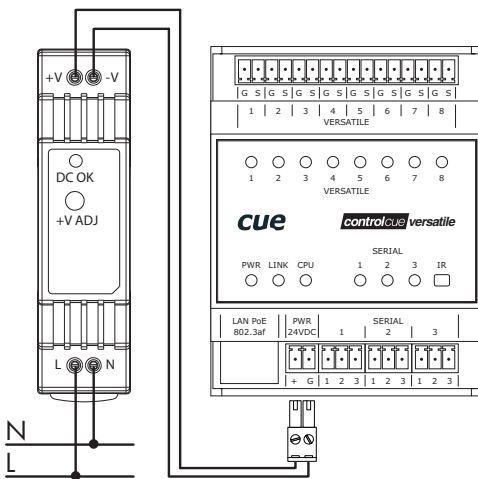 +V -V
DC OK
+V ADJ
L N
N
L
G S G S G S G S G S G S G S G S
1 2 3 4 5 6 7 8
VERSATILE
1 2 3 4 5 6 7 8
VERSATILE
cue controlcue versatile
SERIAL
PWR LINK CPU 1 2 3 IR
LAN PoE PWR SERIAL
802.3af 24VDC 1 2 3
+ G 1 2 3 1 2 3 1 2 3